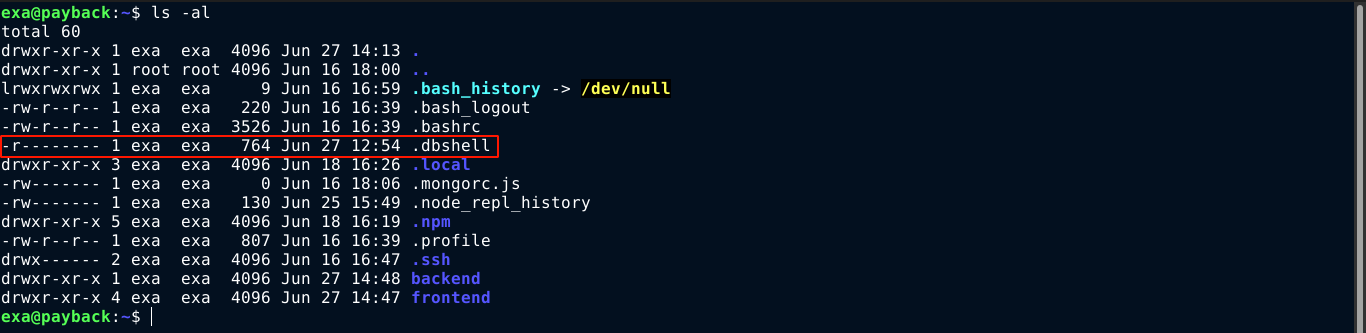 exa@payback:~$ ls -al
total 60
drwxr-xr-x 1 exa  exa  4096 Jun 27 14:13 .
drwxr-xr-x 1 root root 4096 Jun 16 18:00 ..
lrwxrwxrwx 1 exa  exa     9 Jun 16 16:59 .bash_history -> /dev/null
-rw-r--r-- 1 exa  exa   220 Jun 16 16:39 .bash_logout
-rw-r--r-- 1 exa  exa  3526 Jun 16 16:39 .bashrc
-r-------- 1 exa  exa   764 Jun 27 12:54 .dbshell
drwxr-xr-x 3 exa  exa  4096 Jun 18 16:26 .local
-rw------- 1 exa  exa     0 Jun 16 18:06 .mongorc.js
-rw------- 1 exa  exa   130 Jun 25 15:49 .node_repl_history
drwxr-xr-x 5 exa  exa  4096 Jun 18 16:19 .npm
-rw-r--r-- 1 exa  exa   807 Jun 16 16:39 .profile
drwx------ 2 exa  exa  4096 Jun 16 16:47 .ssh
drwxr-xr-x 1 exa  exa  4096 Jun 27 14:48 backend
drwxr-xr-x 4 exa  exa  4096 Jun 27 14:47 frontend
exa@payback:~$